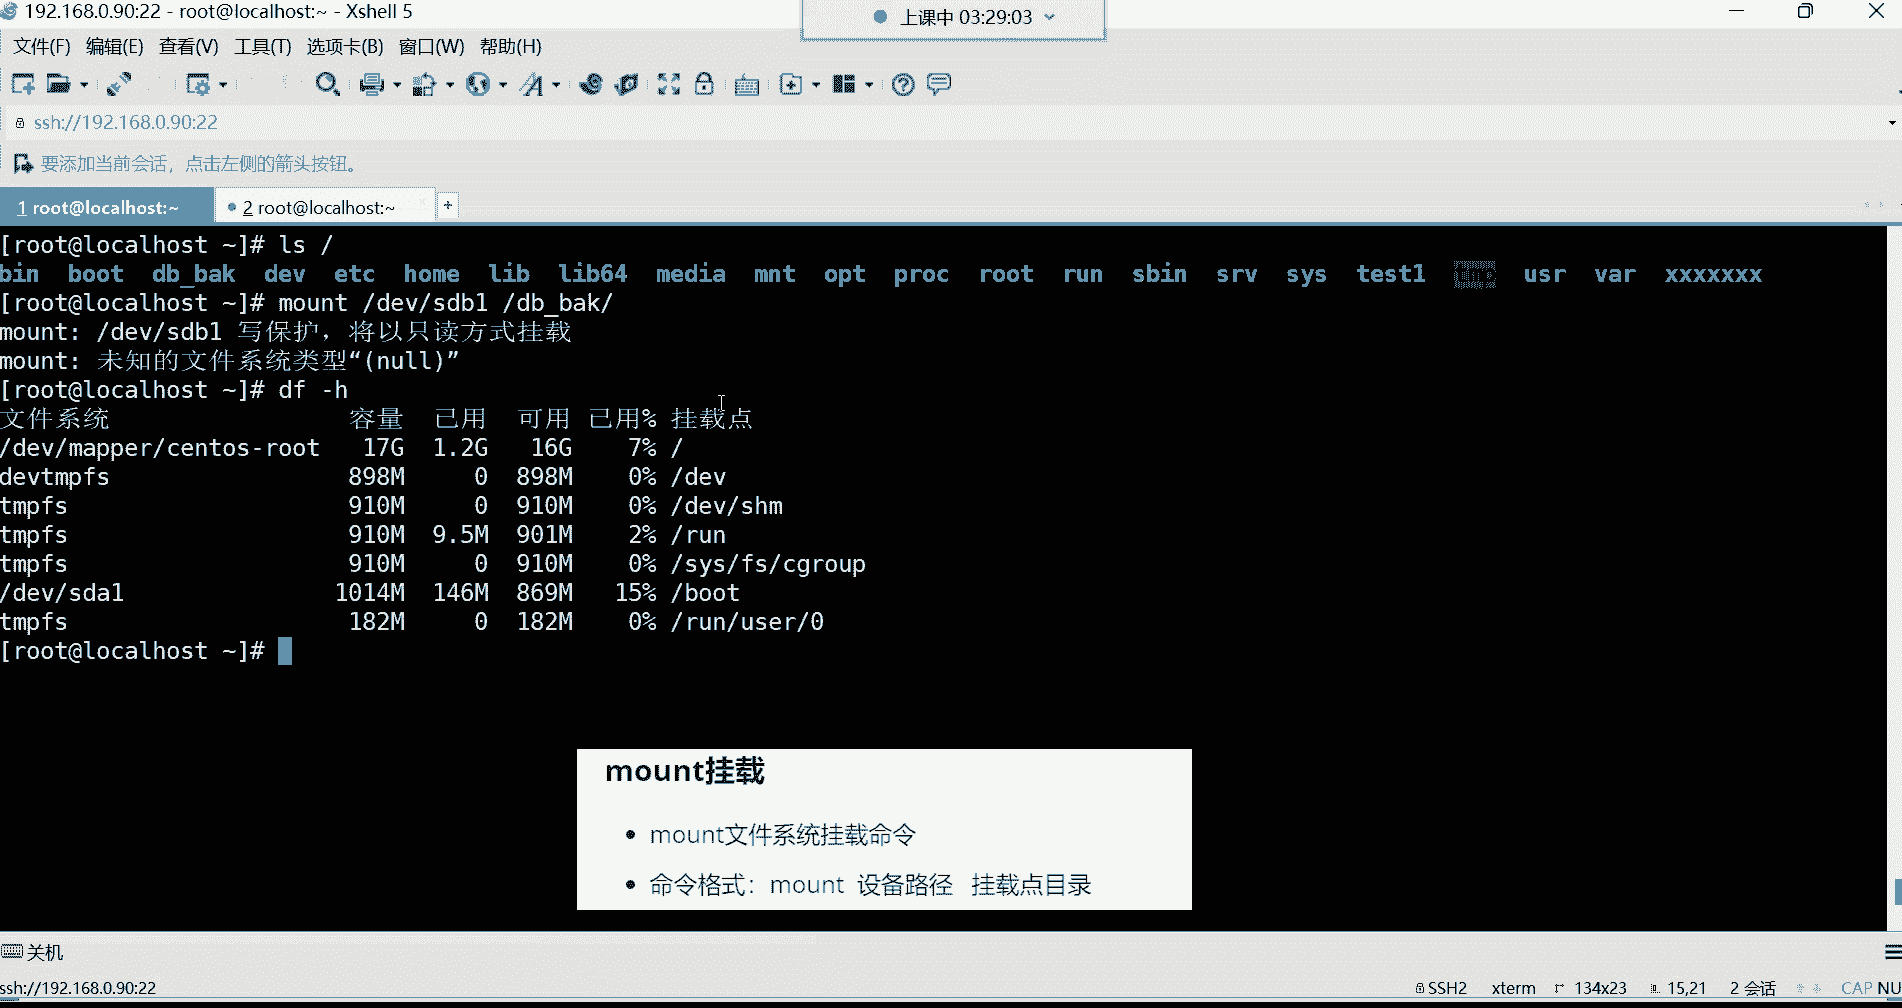 192.168.0.90:22 - root@localhost:~ - Xshell 5
上课中 03:29:03
文件(F) 编辑(E) 查看(V) 工具(T) 选项卡(B) 窗口(W) 帮助(H)
ssh://192.168.0.90:22
要添加当前会话，点击左侧的箭头按钮。
1 root@localhost:~ 2 root@localhost:~ +
[root@localhost ~]# ls /
bin boot db_bak dev etc home lib lib64 media mnt opt proc root run sbin srv sys test1 tmp usr var xxxxxxx
[root@localhost ~]# mount /dev/sdb1 /db_bak/
mount: /dev/sdb1 写保护，将以只读方式挂载
mount: 未知的文件系统类型“(null)”
[root@localhost ~]# df -h
文件系统 容量 已用 可用 已用% 挂载点
/dev/mapper/centos-root 17G 1.2G 16G 7% /
devtmpfs 898M 0 898M 0% /dev
tmpfs 910M 0 910M 0% /dev/shm
tmpfs 910M 9.5M 901M 2% /run
tmpfs 910M 0 910M 0% /sys/fs/cgroup
/dev/sda1 1014M 146M 869M 15% /boot
tmpfs 182M 0 182M 0% /run/user/0
[root@localhost ~]#
mount挂载
• mount文件系统挂载命令
• 命令格式：mount 设备路径 挂载点目录
关机
ssh://192.168.0.90:22 SSH2 xterm 134x23 15,21 2 会话 CAP NU